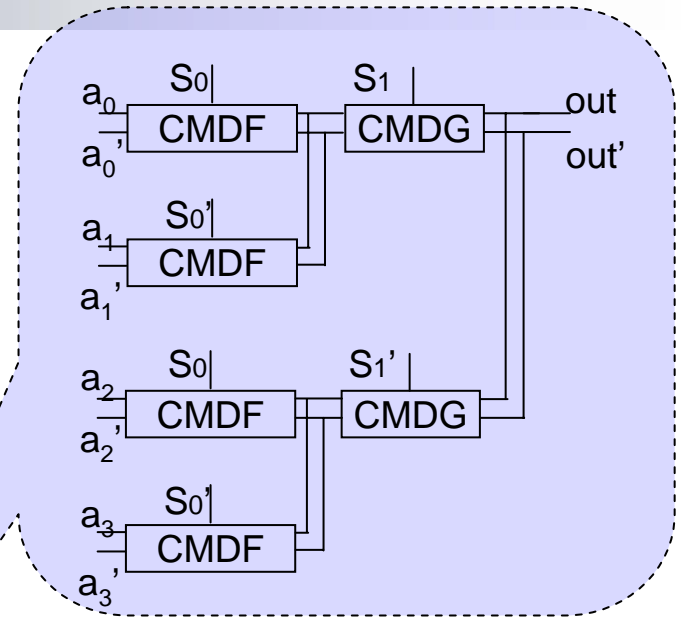 S0 S1
a0 CMDF CMDG out
a0' out'
S0'
a1 CMDF
a1'
S0 S1'
a2 CMDF CMDG
a2'
S0'
a3 CMDF
a3'